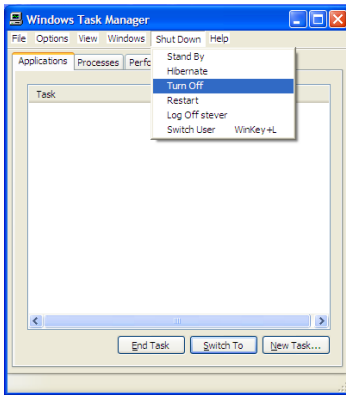 Windows Task Manager
File Options View Windows Shut Down Help
Applications Processes Perfo
Stand By
Hibernate
Turn Off
Restart
Log Off stever
Switch User WinKey+L
Task
End Task Switch To New Task...